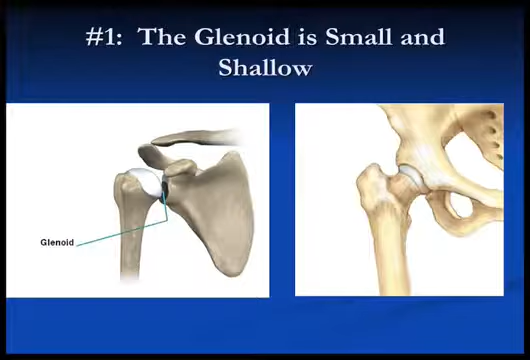 #1:  The Glenoid is Small and
Shallow
Glenoid